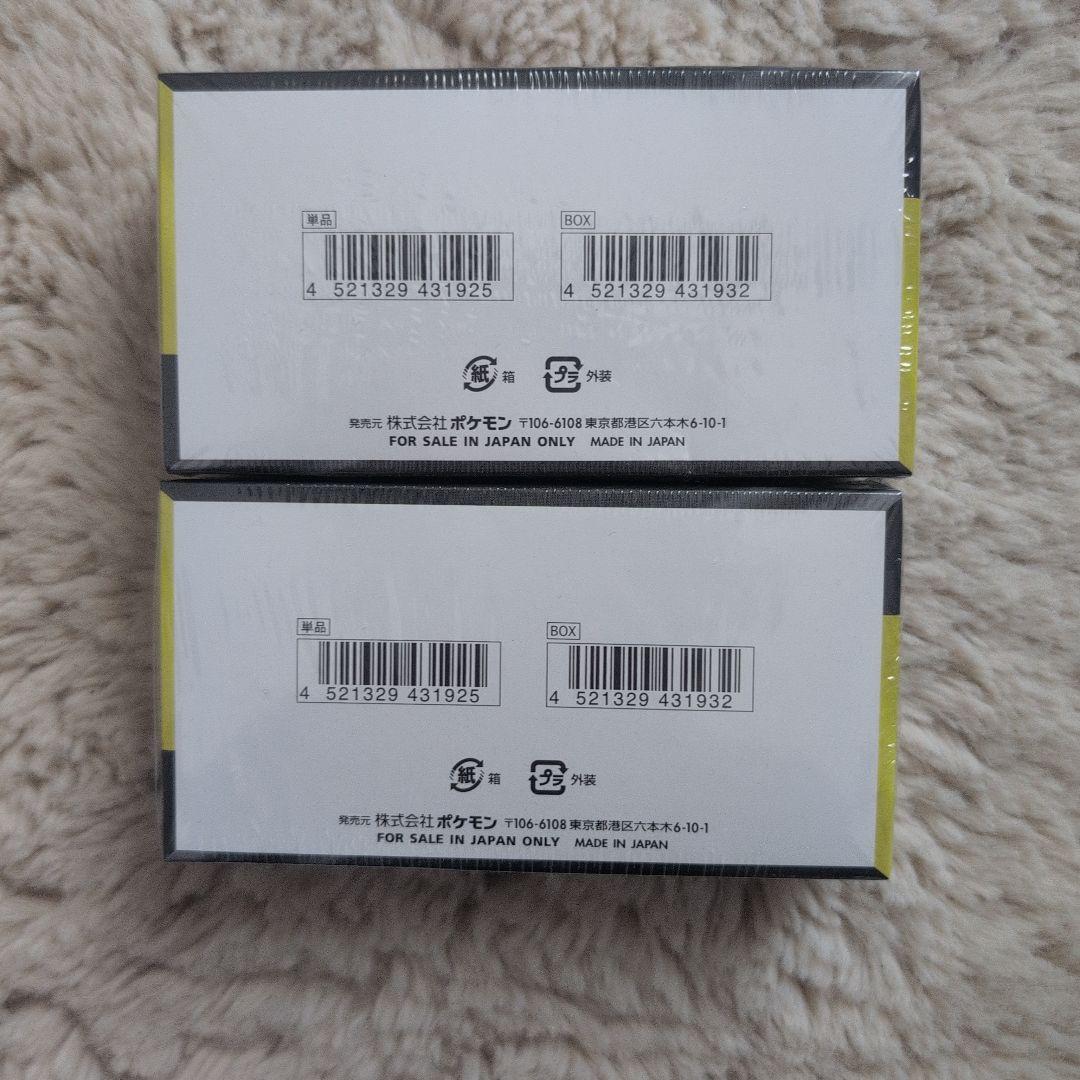 単品
BOX
4 521329 431925
4 521329 431932
紙 箱
プラ 外装
発売元 株式会社 ポケモン 〒106-6108 東京都港区六本木6-10-1
FOR SALE IN JAPAN ONLY MADE IN JAPAN
単品
BOX
4 521329 431925
4 521329 431932
紙 箱
プラ 外装
発売元 株式会社 ポケモン 〒106-6108 東京都港区六本木6-10-1
FOR SALE IN JAPAN ONLY MADE IN JAPAN